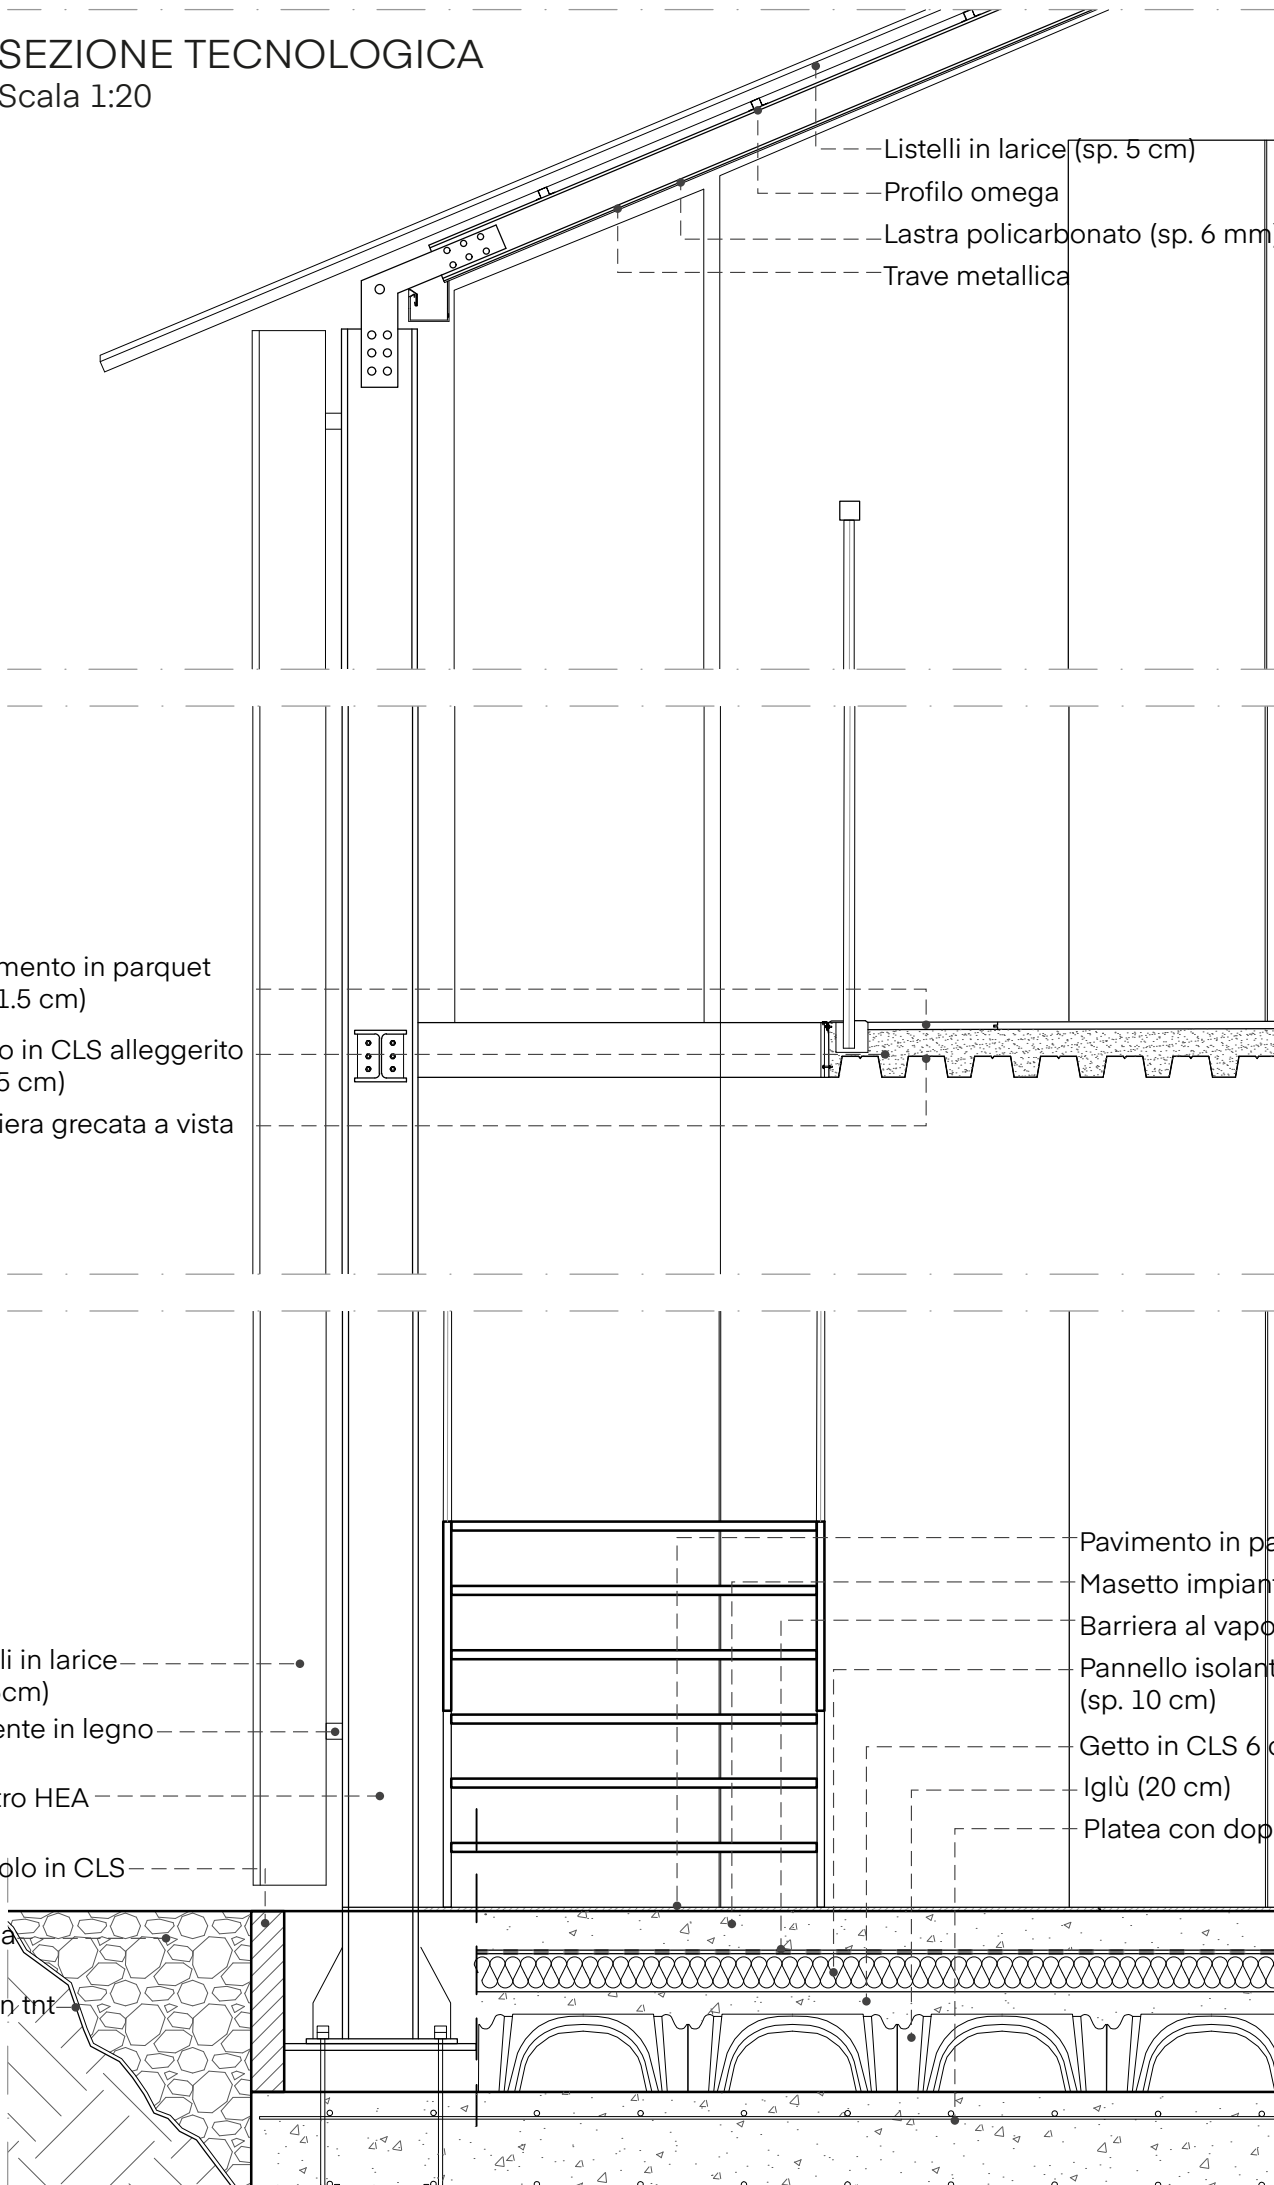 SEZIONE TECNOLOGICA
Scala 1:20
Listelli in larice (sp. 5 cm)
Profilo omega
Lastra policarbonato (sp. 6 mm)
Trave metallica
mento in parquet
1.5 cm)
o in CLS alleggerito
5 cm)
iera grecata a vista
Pavimento in pa
Masetto impiant
Barriera al vapo
Pannello isolant
(sp. 10 cm)
Getto in CLS 6 c
Iglù (20 cm)
Platea con dop
li in larice
cm)
ente in legno
tro HEA
olo in CLS
a
n tnt